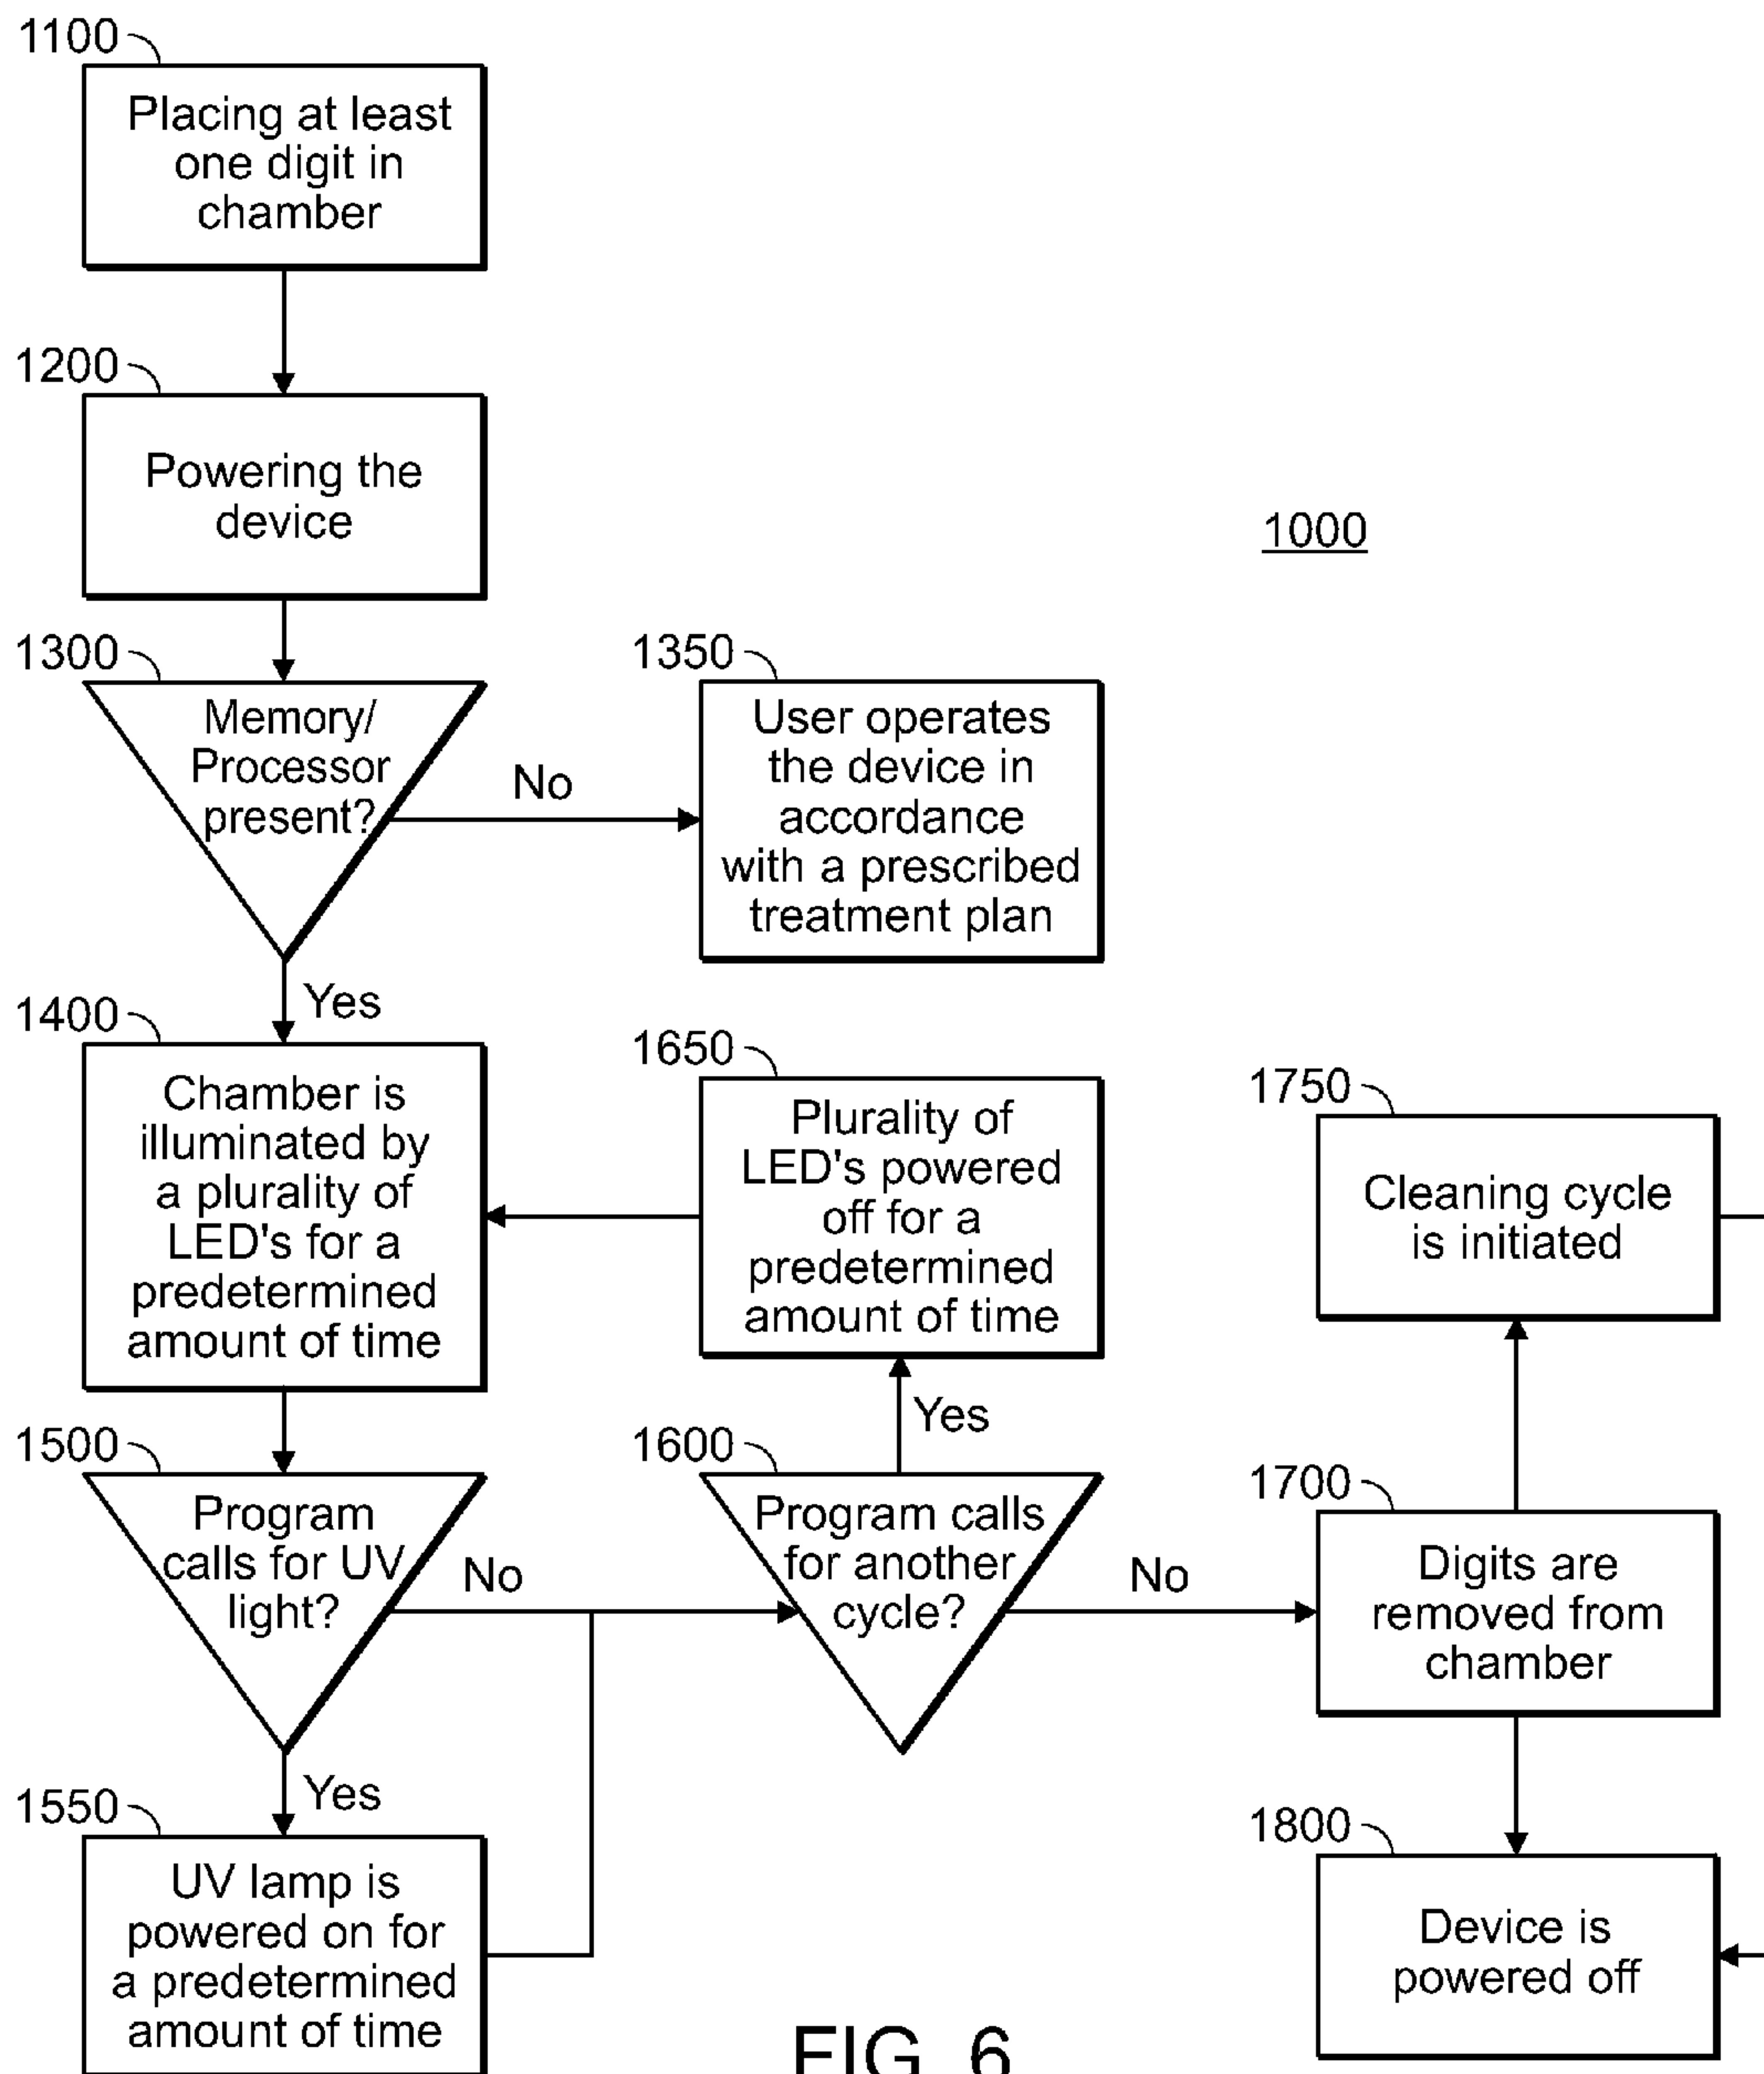 1100
Placing at least
one digit in
chamber
1200
Powering the
device
1000
1300
Memory/
Processor
present?
No
1350
User operates
the device in
accordance
with a prescribed
treatment plan
Yes
1400
Chamber is
illuminated by
a plurality of
LED's for a
predetermined
amount of time
1650
Plurality of
LED's powered
off for a
predetermined
amount of time
1750
Cleaning cycle
is initiated
Yes
1500
Program
calls for UV
light?
No
1600
Program calls
for another
cycle?
No
1700
Digits are
removed from
chamber
Yes
1550
UV lamp is
powered on for
a predetermined
amount of time
1800
Device is
powered off
FIG. 6